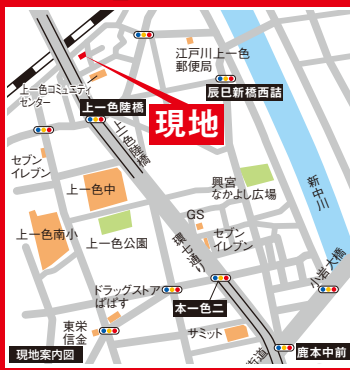 江戸川上一色
郵便局
辰巳新橋西詰
上一色コミュニティ
センター
上一色陸橋
現地
上一色陸橋
セブン
イレブン
上一色中
興宮
なかよし広場
新中川
上一色南小
上一色公園
GS
セブン
イレブン
環七通り
小岩大橋
ドラッグストア
ぱぱす
本一色二
東栄
信金
サミット
街道
鹿本中前
現地案内図